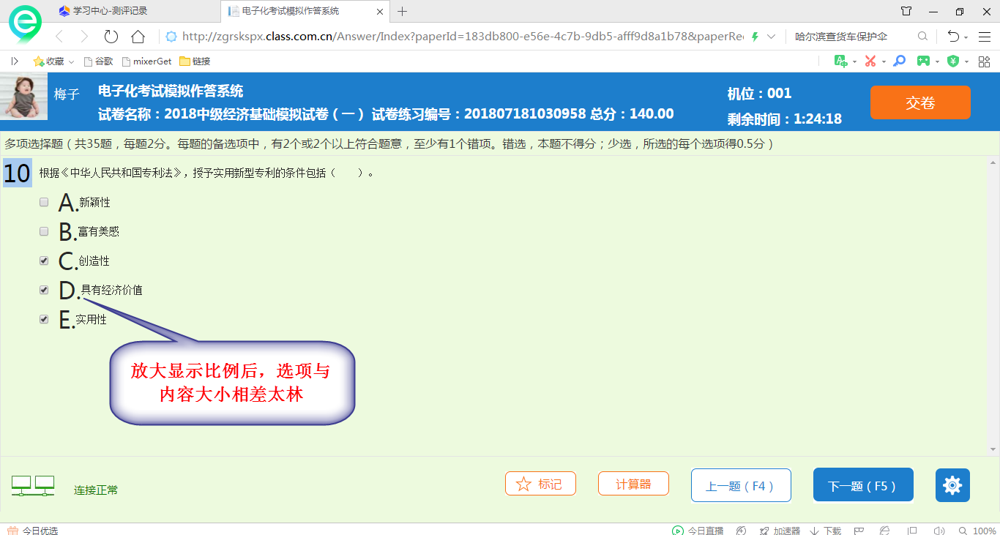 学习中心-测评记录
电子化考试模拟作答系统
http://zgrskspx.class.com.cn/Answer/Index?paperId=183db800-e56e-4c7b-9db5-afff9d8a1b78&paperRec
哈尔滨查货车保护伞
收藏
谷歌
mixerGet
链接
梅子
电子化考试模拟作答系统
试卷名称：2018中级经济基础模拟试卷（一） 试卷练习编号：201807181030958 总分：140.00
机位：001
剩余时间：1:24:18
交卷
多项选择题（共35题，每题2分。每题的备选项中，有2个或2个以上符合题意，至少有1个错项。错选，本题不得分；少选，所选的每个选项得0.5分）
10 根据《中华人民共和国专利法》，授予实用新型专利的条件包括（　　）。
A.新颖性
B.富有美感
C.创造性
D.具有经济价值
E.实用性
放大显示比例后，选项与
内容大小相差太林
连接正常
标记
计算器
上一题（F4）
下一题（F5）
今日优选
今日直播
加速器
下载
100%